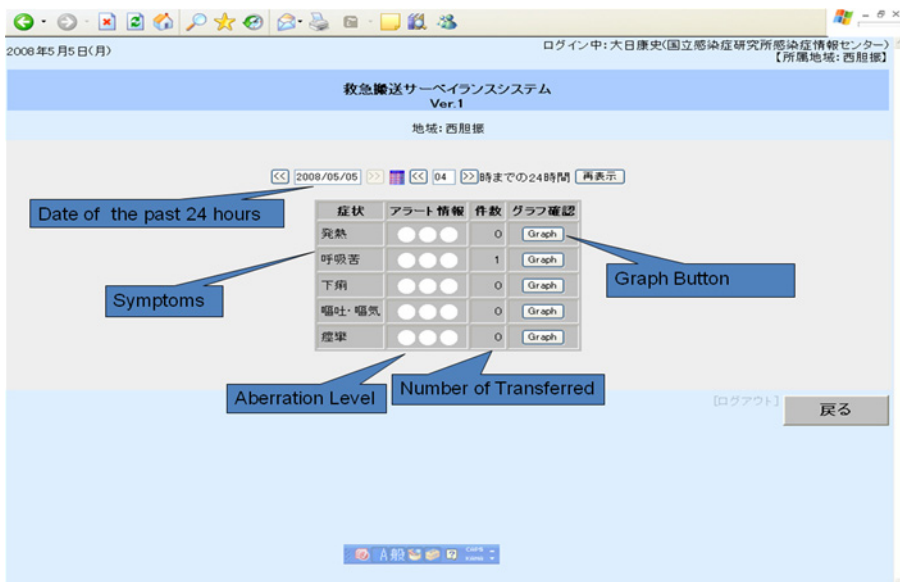 2008年5月5日(月)
ログイン中:大日康史(国立感染症研究所感染症情報センター)
【所属地域:西胆振】
救急搬送サーベイランスシステム
Ver.1
地域:西胆振
<< 2008/05/05 >> << 04 >>時までの24時間 再表示
Date of the past 24 hours
症状 アラート情報 件数 グラフ確認
発熱 0 Graph
呼吸苦 1 Graph
下痢 0 Graph
嘔吐・嘔気 0 Graph
痙攣 0 Graph
Graph Button
Symptoms
Aberration Level
Number of Transferred
[ログアウト]
戻る
A般
CAPS
KANA